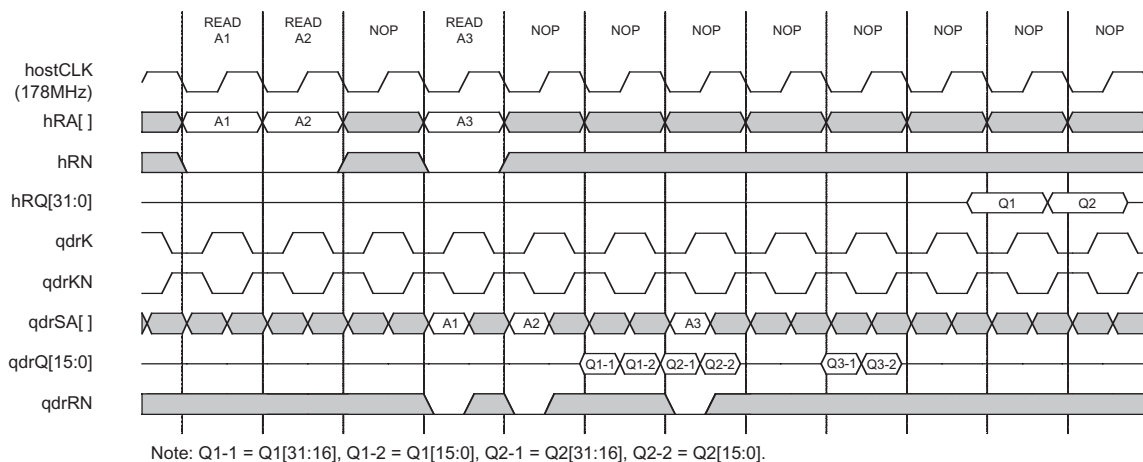 READ A1 READ A2 NOP READ A3 NOP NOP NOP NOP NOP NOP NOP NOP
hostCLK
(178MHz)
hRA[ ] A1 A2 A3
hRN
hRQ[31:0] Q1 Q2
qdrK
qdrKN
qdrSA[ ] A1 A2 A3
qdrQ[15:0] Q1-1 Q1-2 Q2-1 Q2-2 Q3-1 Q3-2
qdrRN
Note: Q1-1 = Q1[31:16], Q1-2 = Q1[15:0], Q2-1 = Q2[31:16], Q2-2 = Q2[15:0].